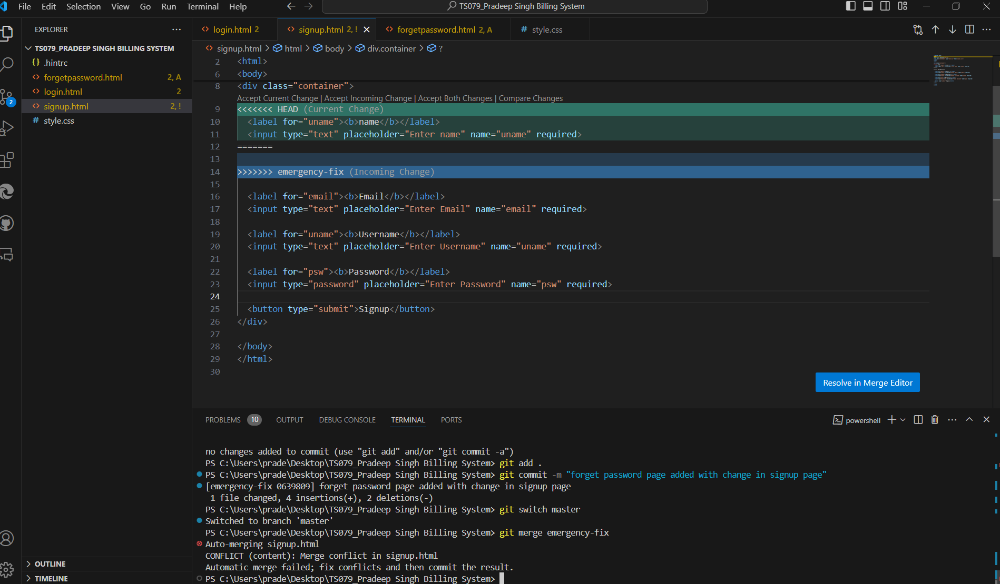 File Edit Selection View Go Run Terminal Help
TS079_Pradeep Singh Billing System
EXPLORER
TS079_PRADEEP SINGH BILLING SYSTEM
{} .hintrc
<> forgetpassword.html 2, A
<> login.html 2
<> signup.html 2, !
# style.css
OUTLINE
TIMELINE
2
<> login.html 2 <> signup.html 2, ! <> forgetpassword.html 2, A # style.css
<> signup.html > html > body > div.container > ?
2 <html>
6 <body>
8 <div class="container">
Accept Current Change | Accept Incoming Change | Accept Both Changes | Compare Changes
9 <<<<<<< HEAD (Current Change)
10 <label for="uname"><b>name</b></label>
11 <input type="text" placeholder="Enter name" name="uname" required>
12 =======
13
14 >>>>>>> emergency-fix (Incoming Change)
15
16 <label for="email"><b>Email</b></label>
17 <input type="text" placeholder="Enter Email" name="email" required>
18
19 <label for="uname"><b>Username</b></label>
20 <input type="text" placeholder="Enter Username" name="uname" required>
21
22 <label for="psw"><b>Password</b></label>
23 <input type="password" placeholder="Enter Password" name="psw" required>
24
25 <button type="submit">Signup</button>
26 </div>
27
28 </body>
29 </html>
30
Resolve in Merge Editor
PROBLEMS 10 OUTPUT DEBUG CONSOLE TERMINAL PORTS
powershell
no changes added to commit (use "git add" and/or "git commit -a")
PS C:\Users\prade\Desktop\TS079_Pradeep Singh Billing System> git add .
PS C:\Users\prade\Desktop\TS079_Pradeep Singh Billing System> git commit -m "forget password page added with change in signup page"
[emergency-fix 0639809] forget password page added with change in signup page
1 file changed, 4 insertions(+), 2 deletions(-)
PS C:\Users\prade\Desktop\TS079_Pradeep Singh Billing System> git switch master
Switched to branch 'master'
PS C:\Users\prade\Desktop\TS079_Pradeep Singh Billing System> git merge emergency-fix
Auto-merging signup.html
CONFLICT (content): Merge conflict in signup.html
Automatic merge failed; fix conflicts and then commit the result.
PS C:\Users\prade\Desktop\TS079_Pradeep Singh Billing System>